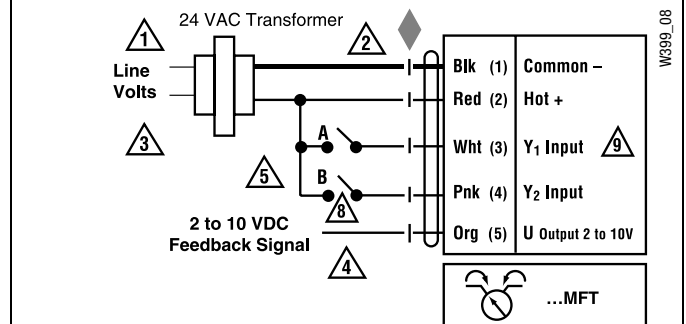 24 VAC Transformer
1
2
Line
Volts
3
Blk (1) Common –
Red (2) Hot +
A
Wht (3) Y₁ Input 9
5
B
8
Pnk (4) Y₂ Input
2 to 10 VDC
Feedback Signal
4
Org (5) U Output 2 to 10V
...MFT
W399_08